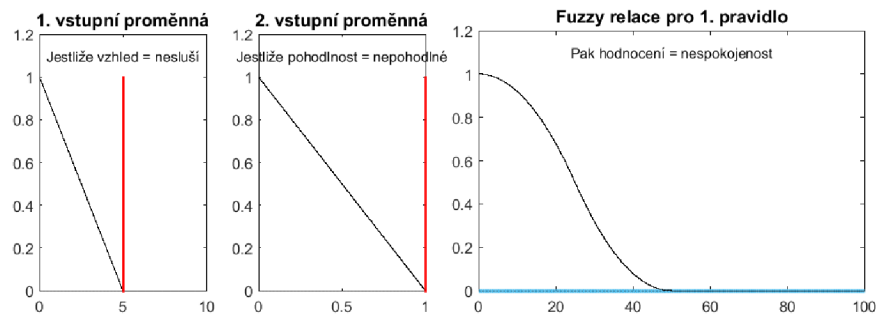 1. vstupní proměnná
Jestliže vzhled = nesluší
1.2
1
0.8
0.6
0.4
0.2
0
0 5 10
2. vstupní proměnná
Jestliže pohodlnost = nepohodlné
1.2
1
0.8
0.6
0.4
0.2
0
0 0.5 1
Fuzzy relace pro 1. pravidlo
Pak hodnocení = nespokojenost
1.2
1
0.8
0.6
0.4
0.2
0
0 20 40 60 80 100